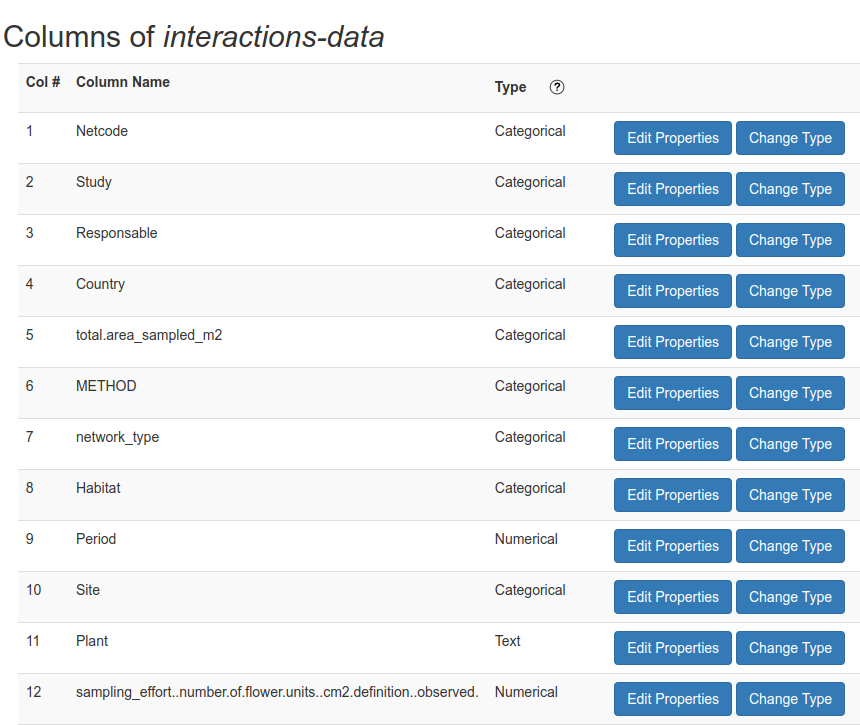 Columns of interactions-data
Col # Column Name Type ?
1 Netcode Categorical Edit Properties Change Type
2 Study Categorical Edit Properties Change Type
3 Responsable Categorical Edit Properties Change Type
4 Country Categorical Edit Properties Change Type
5 total.area_sampled_m2 Categorical Edit Properties Change Type
6 METHOD Categorical Edit Properties Change Type
7 network_type Categorical Edit Properties Change Type
8 Habitat Categorical Edit Properties Change Type
9 Period Numerical Edit Properties Change Type
10 Site Categorical Edit Properties Change Type
11 Plant Text Edit Properties Change Type
12 sampling_effort..number.of.flower.units..cm2.definition..observed. Numerical Edit Properties Change Type